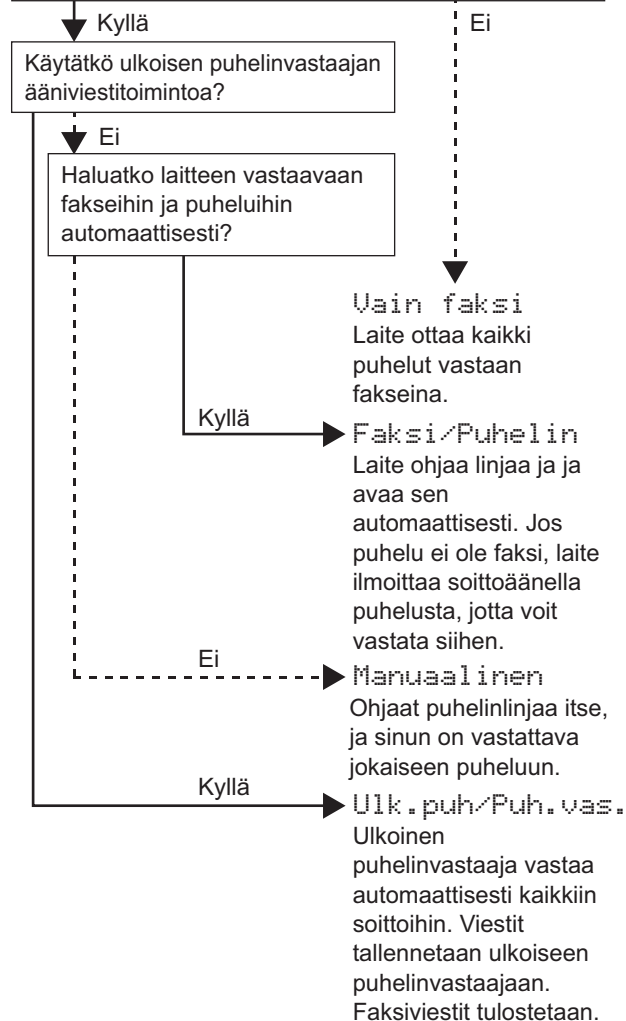 Kyllä
Ei
Käytätkö ulkoisen puhelinvastaajan
ääniviestitoimintoa?
Ei
Haluatko laitteen vastaavaan
fakseihin ja puheluihin
automaattisesti?
Vain faksi
Laite ottaa kaikki
puhelut vastaan
fakseina.
Kyllä
Faksi/Puhelin
Laite ohjaa linjaa ja ja
avaa sen
automaattisesti. Jos
puhelu ei ole faksi, laite
ilmoittaa soittoäänella
puhelusta, jotta voit
vastata siihen.
Ei
Manuaalinen
Ohjaat puhelinlinjaa itse,
ja sinun on vastattava
jokaiseen puheluun.
Kyllä
Ulk.puh/Puh.vas.
Ulkoinen
puhelinvastaaja vastaa
automaattisesti kaikkiin
soittoihin. Viestit
tallennetaan ulkoiseen
puhelinvastaajaan.
Faksiviestit tulostetaan.